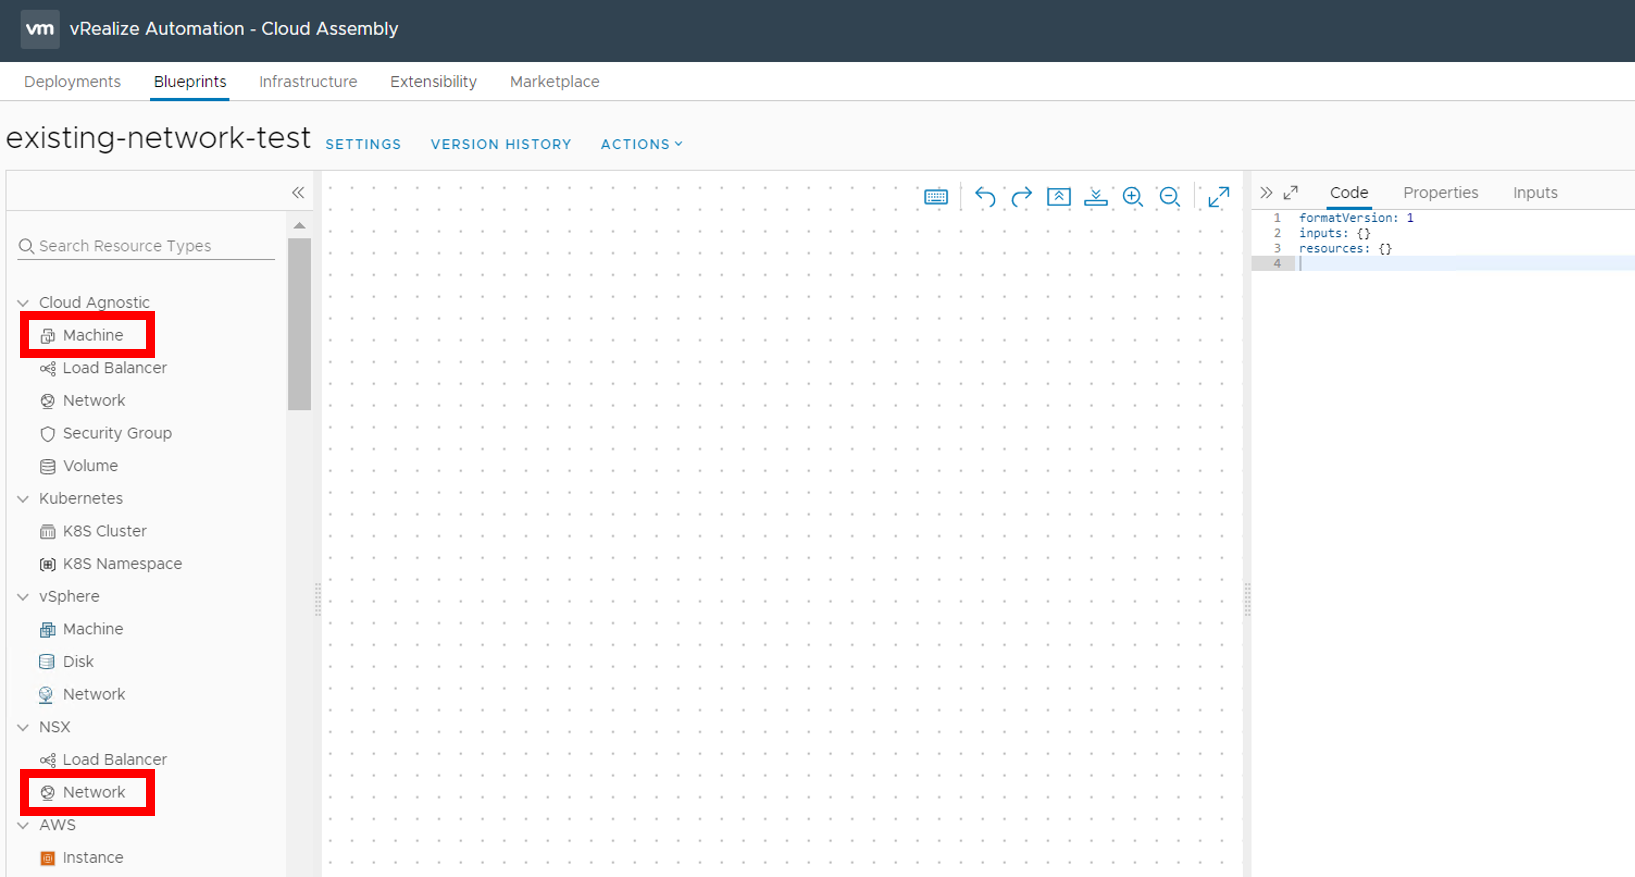 vm vRealize Automation - Cloud Assembly
Deployments Blueprints Infrastructure Extensibility Marketplace
existing-network-test SETTINGS VERSION HISTORY ACTIONS
Search Resource Types
Cloud Agnostic
Machine
Load Balancer
Network
Security Group
Volume
Kubernetes
K8S Cluster
K8S Namespace
vSphere
Machine
Disk
Network
NSX
Load Balancer
Network
AWS
Instance
Code Properties Inputs
1 formatVersion: 1
2 inputs: {}
3 resources: {}
4